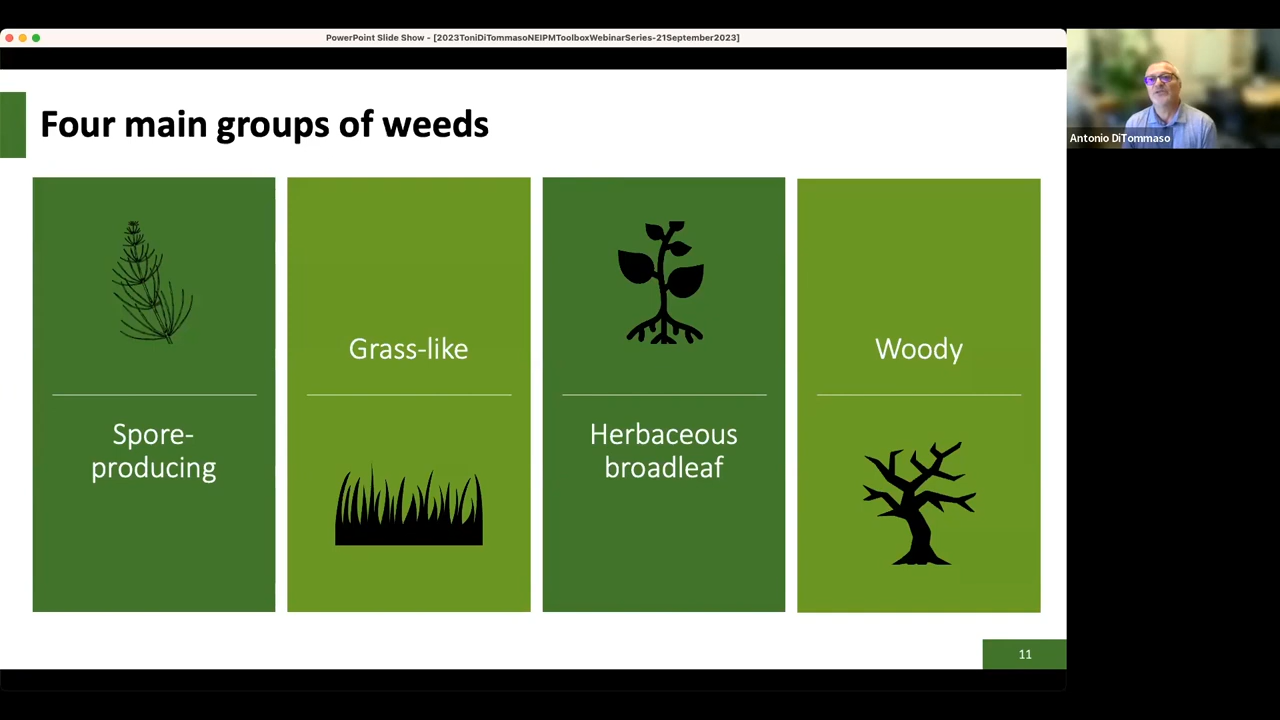 PowerPoint Slide Show - [2023ToniDiTommasoNEIPMToolboxWebinarSeries-21September2023]
Four main groups of weeds
Spore-
producing
Grass-like
Herbaceous
broadleaf
Woody
11
Antonio DiTommaso